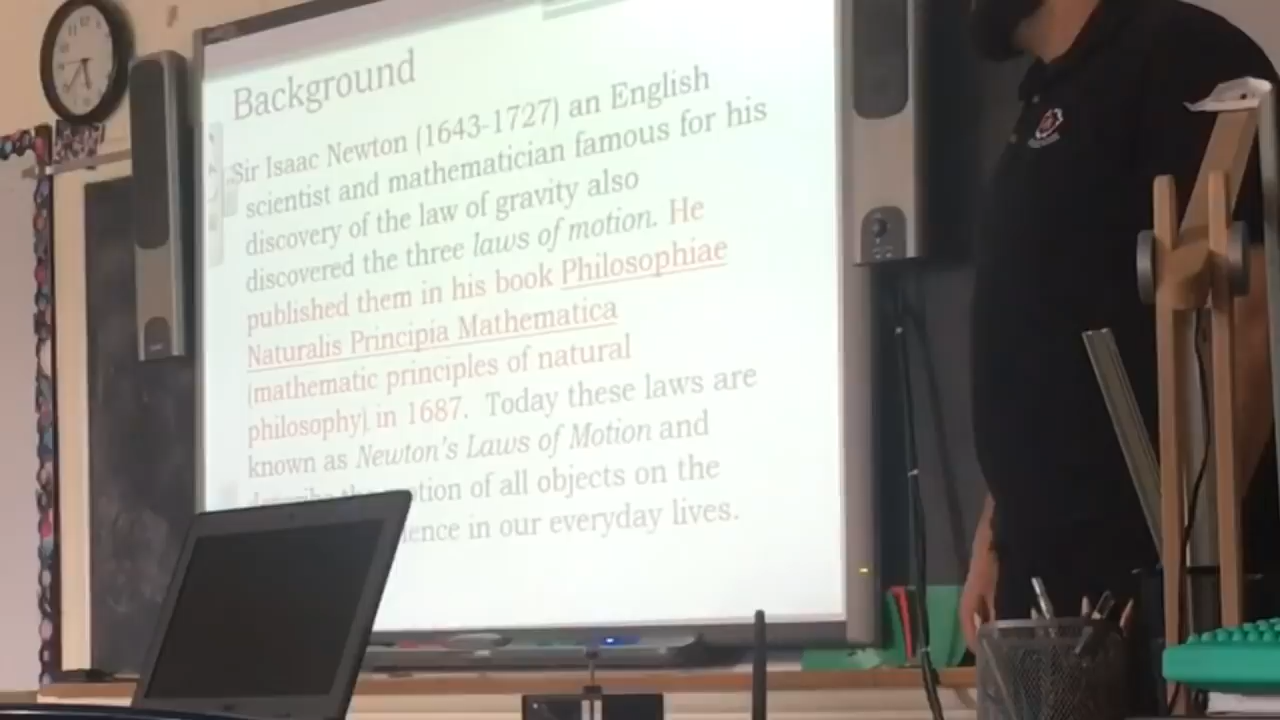 Background
Sir Isaac Newton (1643-1727) an English
scientist and mathematician famous for his
discovery of the law of gravity also
discovered the three laws of motion. He
published them in his book Philosophiae
Naturalis Principia Mathematica
(mathematic principles of natural
philosophy) in 1687. Today these laws are
known as Newton's Laws of Motion and
of all objects on the
in our everyday lives.